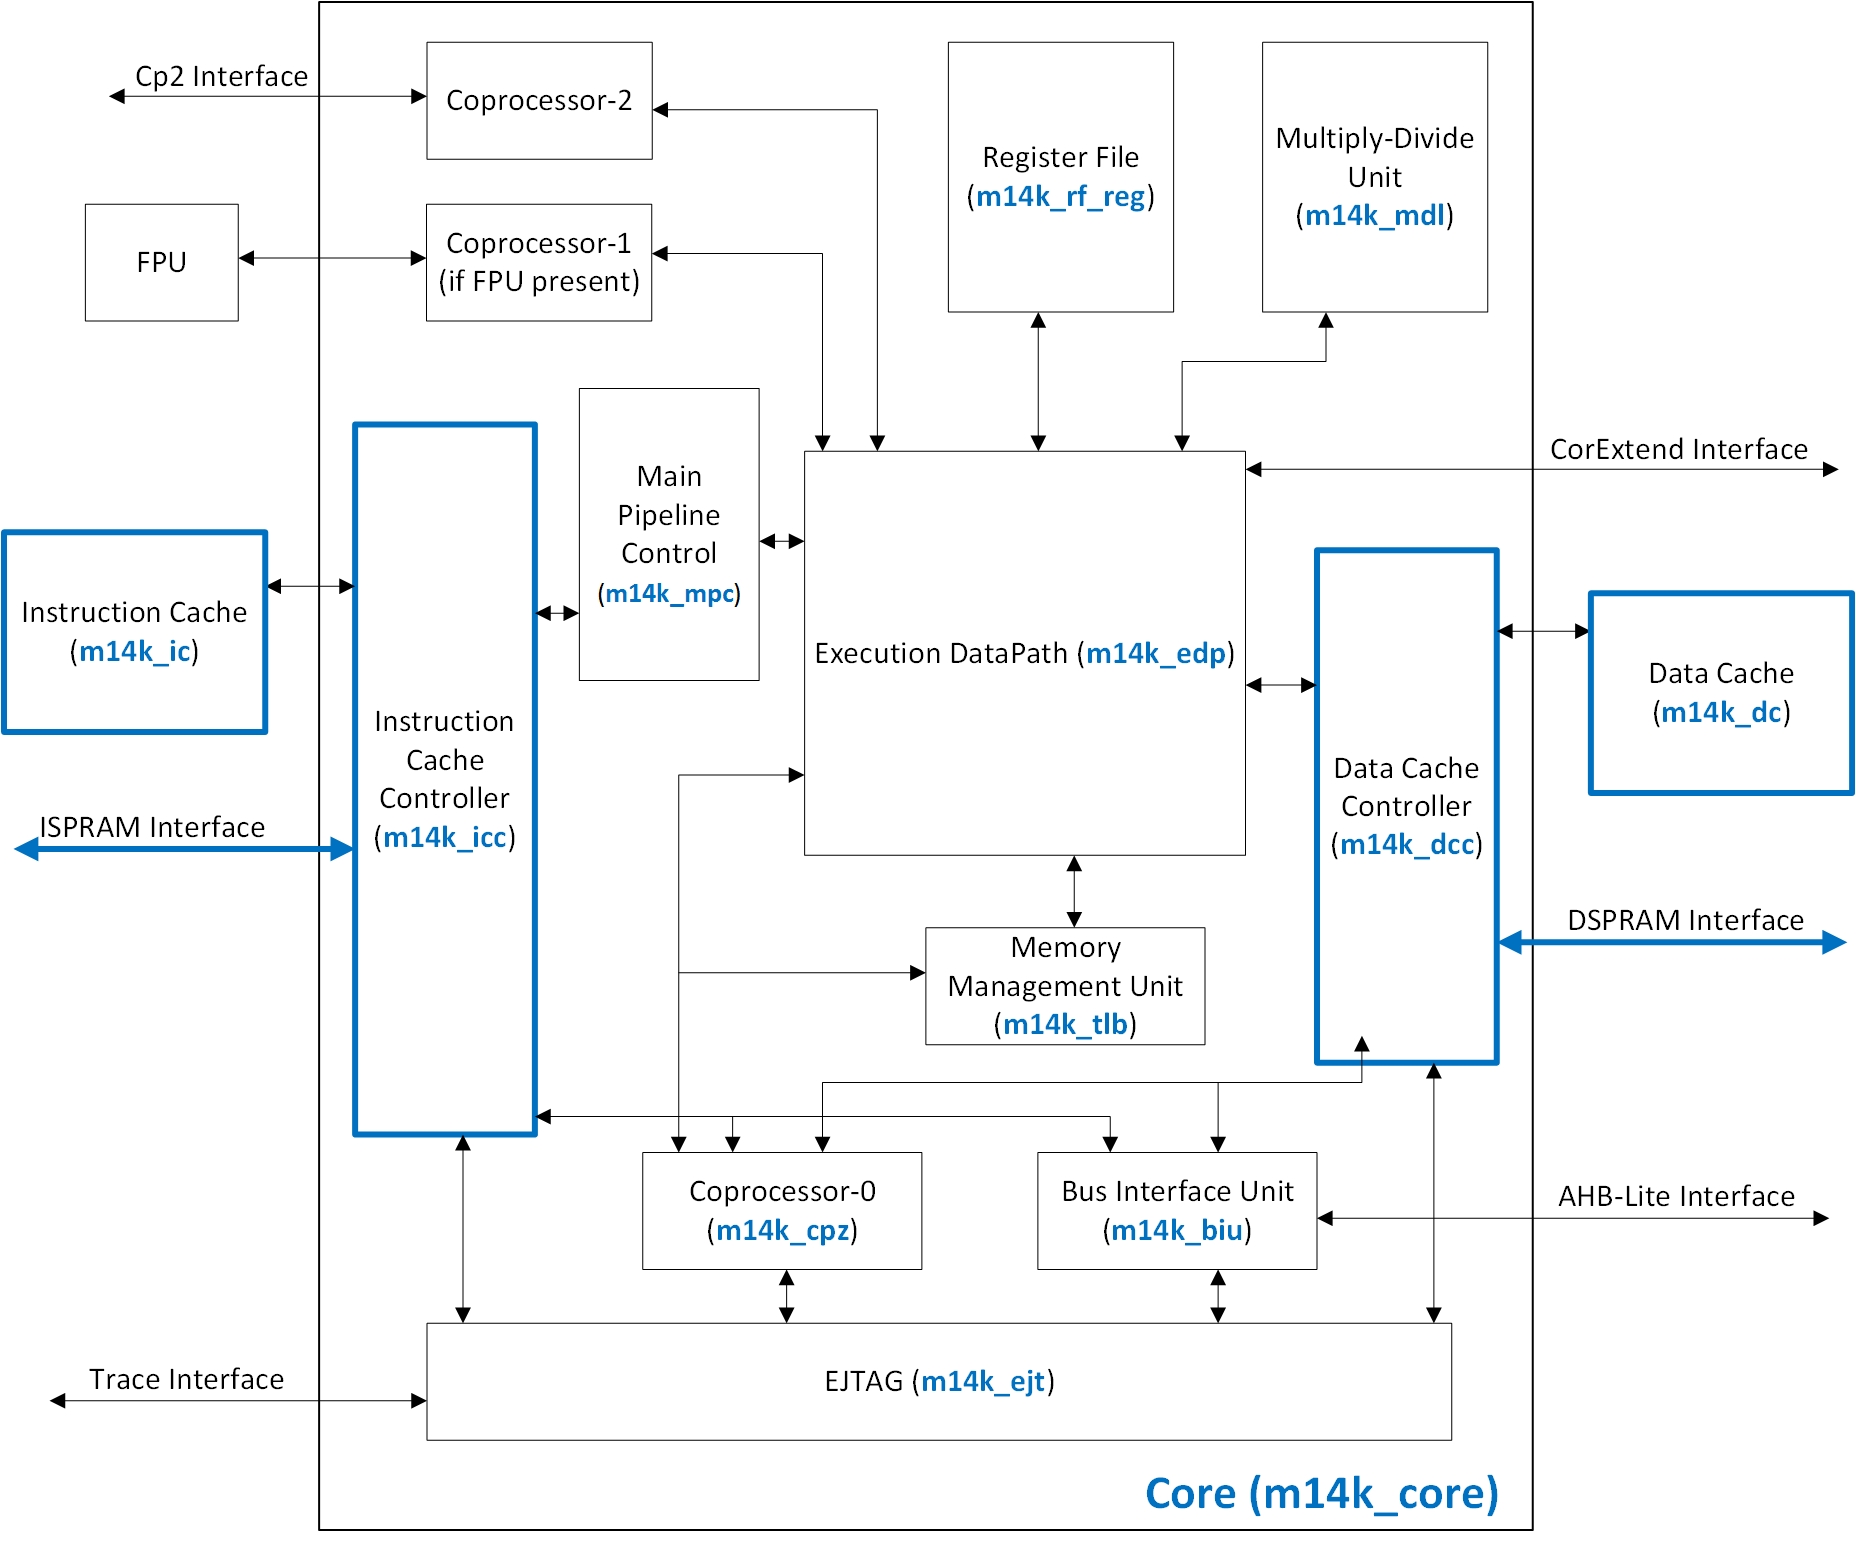 Cp2 Interface
Coprocessor-2
Register File
(m14k_rf_reg)
Multiply-Divide
Unit
(m14k_mdl)
FPU
Coprocessor-1
(if FPU present)
Main
Pipeline
Control
(m14k_mpc)
CorExtend Interface
Instruction Cache
(m14k_ic)
Execution DataPath (m14k_edp)
Data Cache
(m14k_dc)
Instruction
Cache
Controller
(m14k_icc)
Data Cache
Controller
(m14k_dcc)
ISPRAM Interface
DSPRAM Interface
Memory
Management Unit
(m14k_tlb)
Coprocessor-0
(m14k_cpz)
Bus Interface Unit
(m14k_biu)
AHB-Lite Interface
Trace Interface
EJTAG (m14k_ejt)
Core (m14k_core)